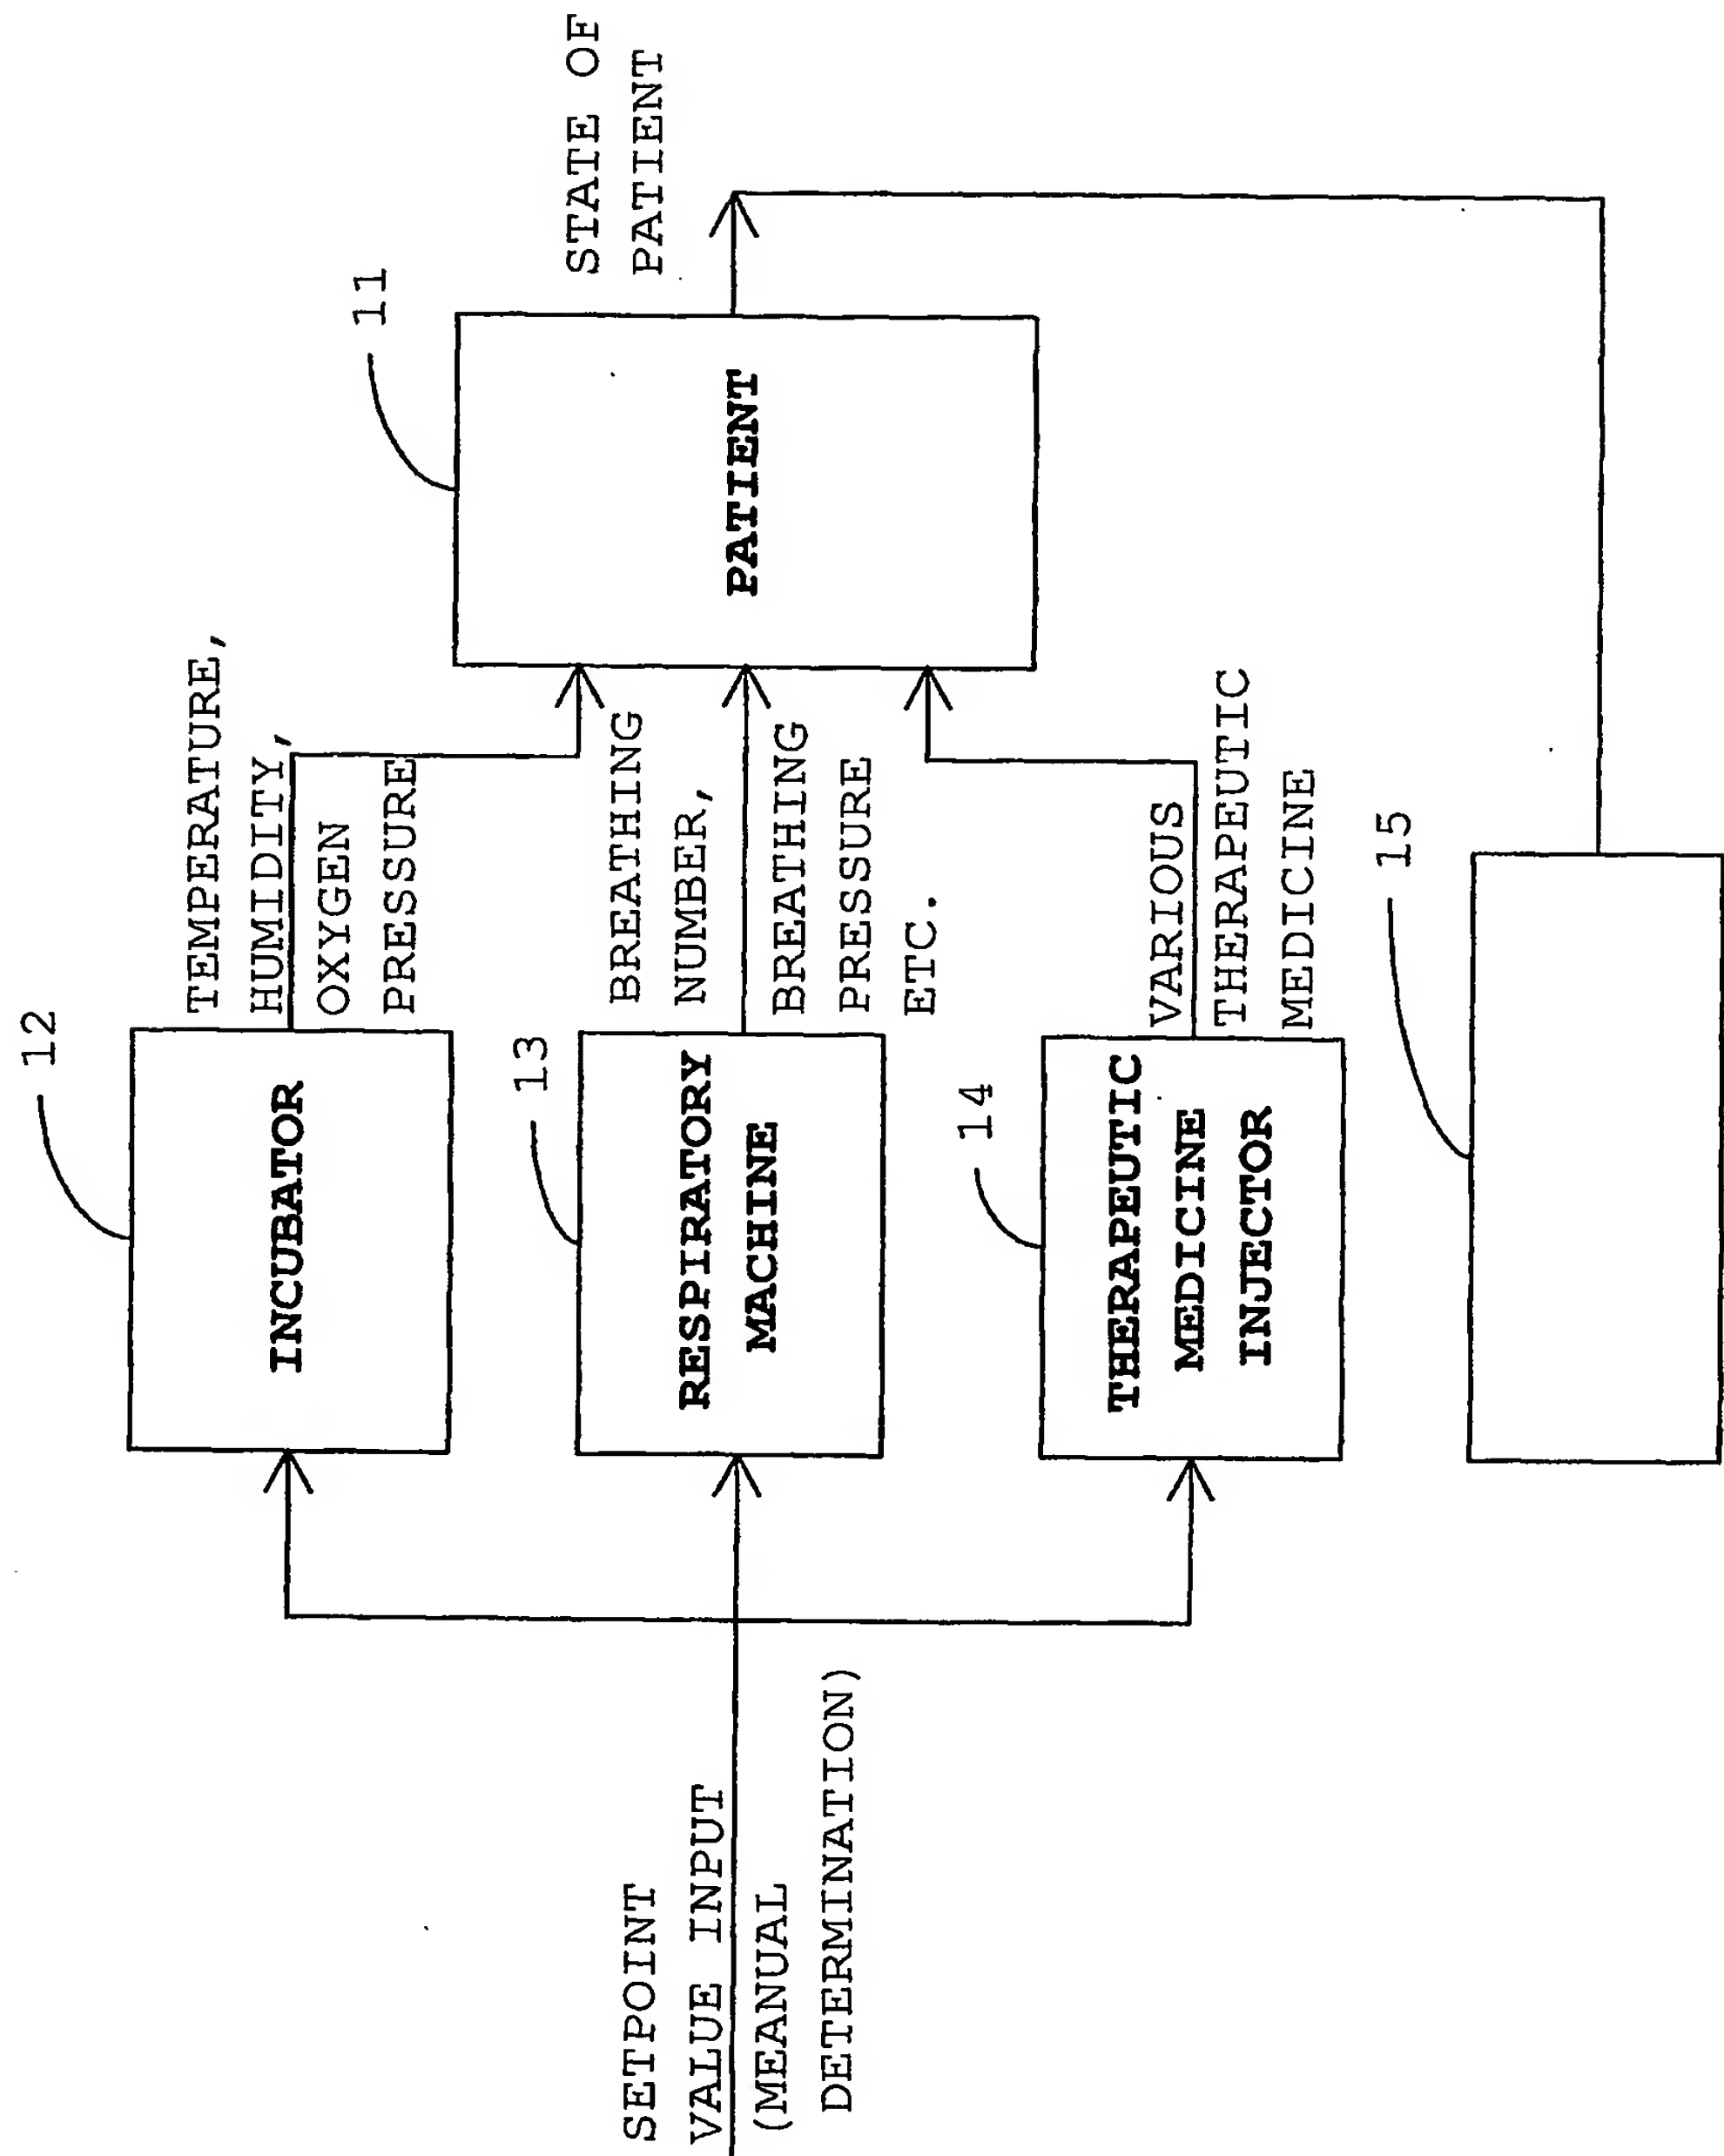 SETPOINT
VALUE INPUT
(MEANUAL
DETERMINATION)
12
INCUBATOR
TEMPERATURE,
HUMIDITY,
OXYGEN
PRESSURE
13
RESPIRATORY
MACHINE
BREATHING
NUMBER,
BREATHING
PRESSURE
ETC.
14
THERAPEUTIC
MEDICINE
INJECTOR
VARIOUS
THERAPEUTIC
MEDICINE
15
11
PATIENT
STATE OF
PATIENT